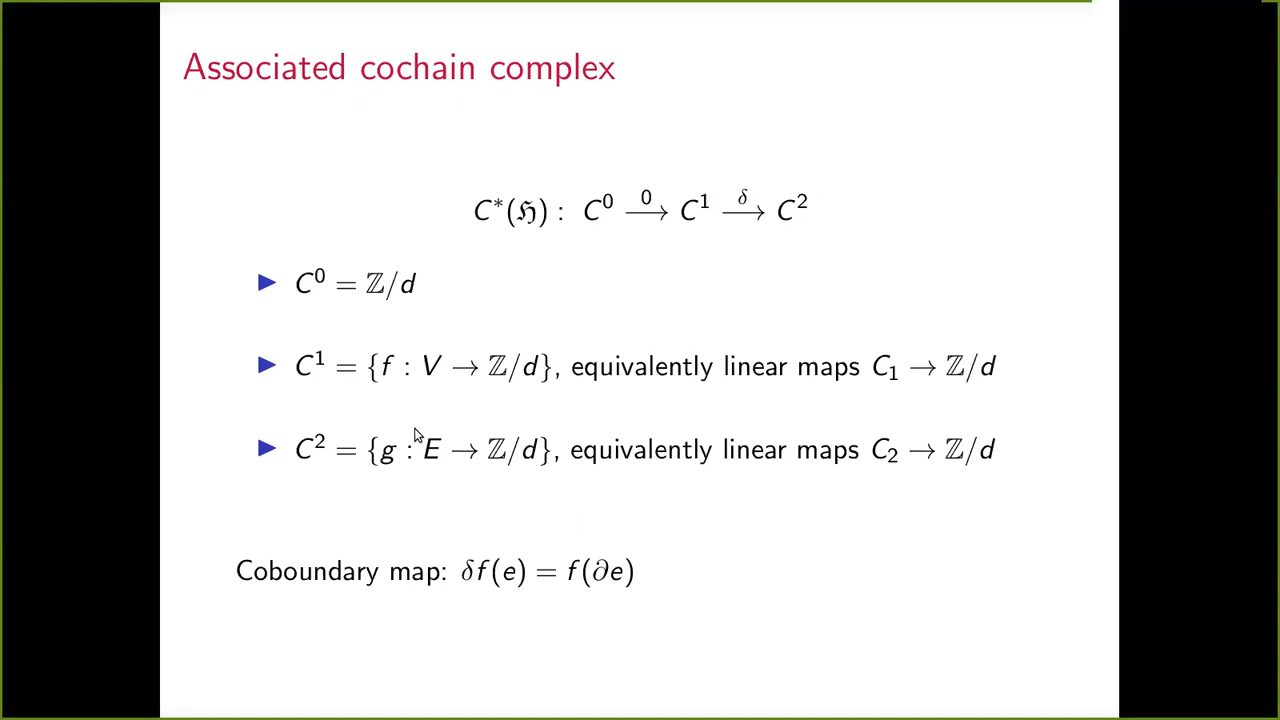 Associated cochain complex
C*(ℌ) : C⁰ —0→ C¹ —δ→ C²
▶ C⁰ = ℤ/d
▶ C¹ = {f : V → ℤ/d}, equivalently linear maps C₁ → ℤ/d
▶ C² = {g : E → ℤ/d}, equivalently linear maps C₂ → ℤ/d
Coboundary map: δf(e) = f(∂e)